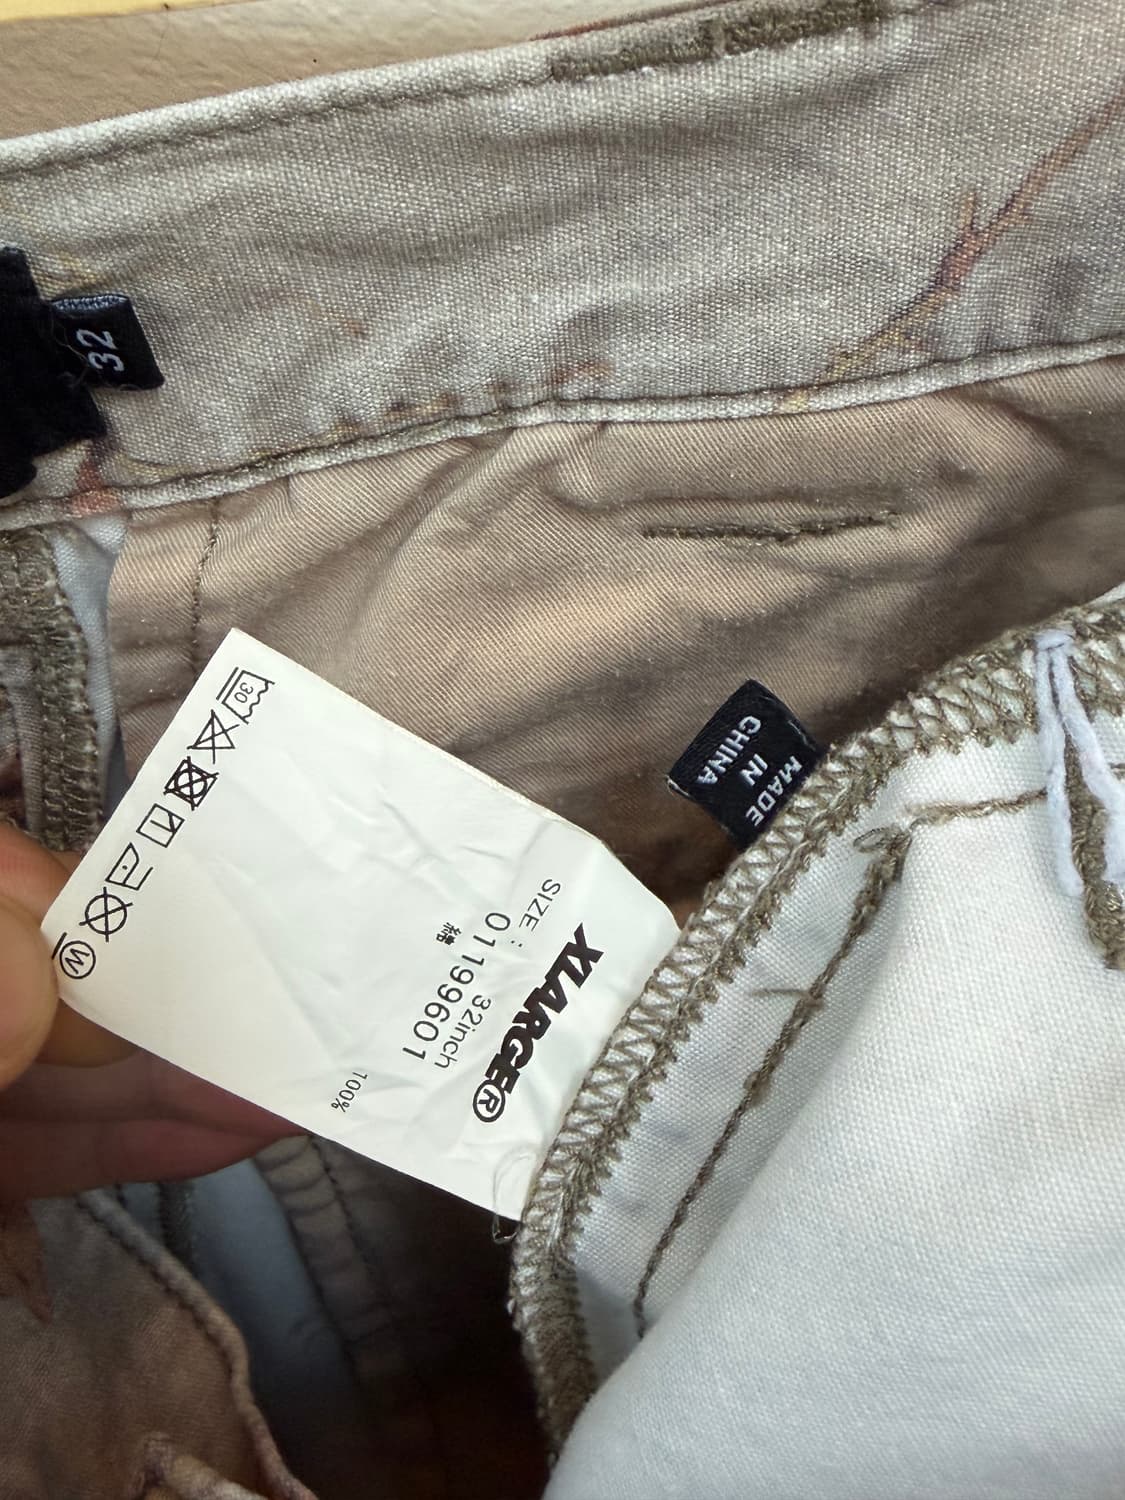 32
MADE
IN
CHINA
XLARGE®
SIZE : 32inch
01199601
綿 100%
30
W